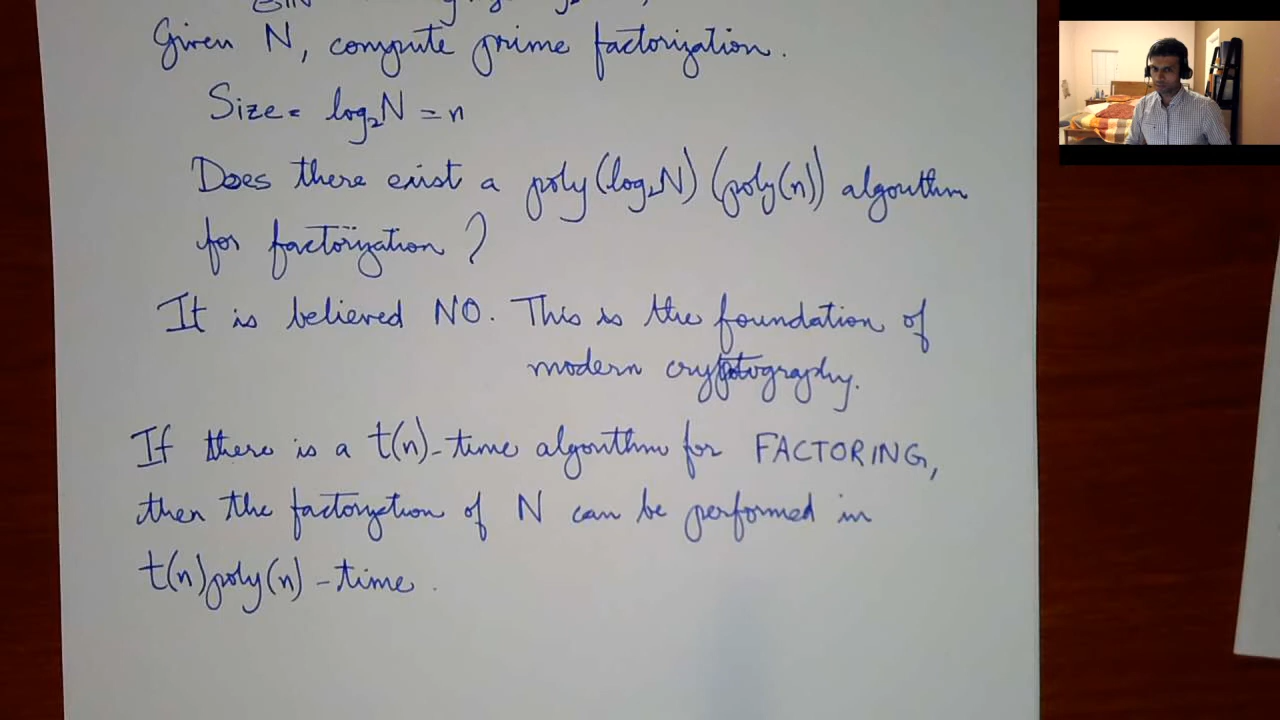 Given N, compute prime factorization.
Size = log₂N = n
Does there exist a poly(log₂N) (poly(n)) algorithm
for factorization?
It is believed NO. This is the foundation of
modern cryptography.
If there is a t(n)-time algorithm for FACTORING,
then the factorization of N can be performed in
t(n)poly(n)-time.